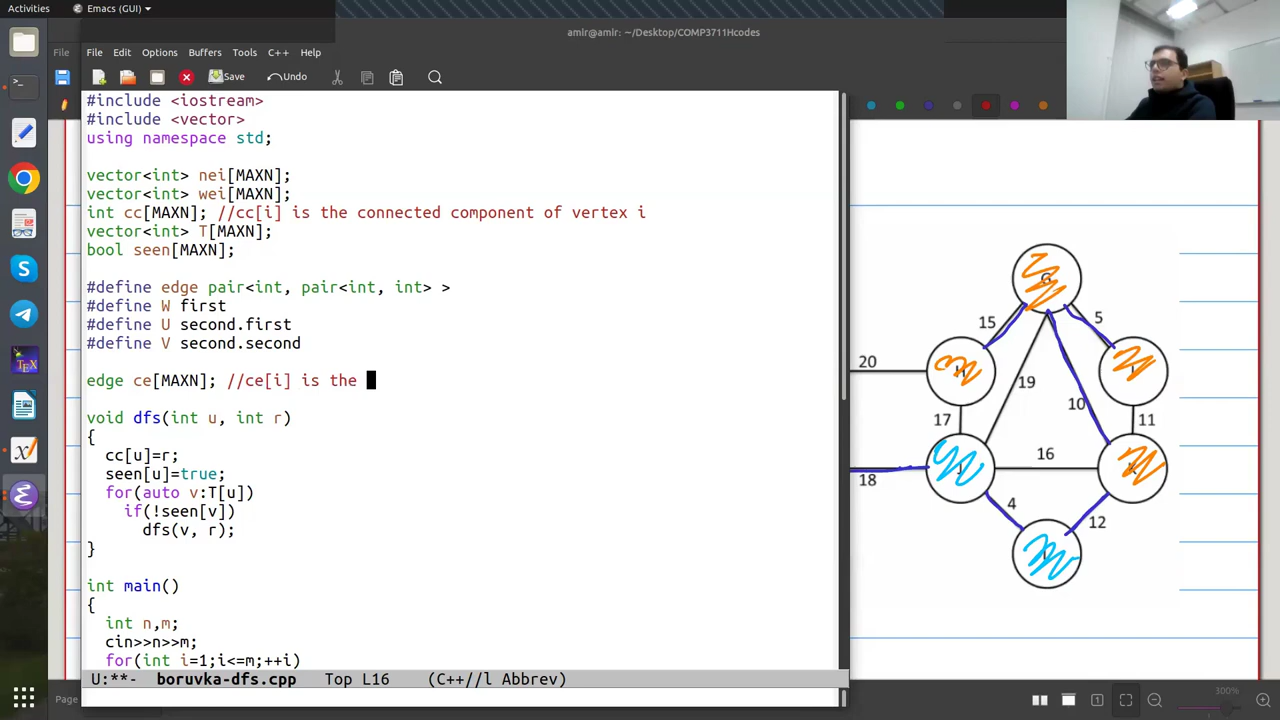 Activities
Emacs (GUI)
amir@amir: ~/Desktop/COMP3711Hcodes
File
File Edit Options Buffers Tools C++ Help
Save Undo
#include <iostream>
#include <vector>
using namespace std;
vector<int> nei[MAXN];
vector<int> wei[MAXN];
int cc[MAXN]; //cc[i] is the connected component of vertex i
vector<int> T[MAXN];
bool seen[MAXN];
#define edge pair<int, pair<int, int> >
#define W first
#define U second.first
#define V second.second
edge ce[MAXN]; //ce[i] is the
void dfs(int u, int r)
{
cc[u]=r;
seen[u]=true;
for(auto v:T[u])
if(!seen[v])
dfs(v, r);
}
int main()
{
int n,m;
cin>>n>>m;
for(int i=1;i<=m;++i)
U:**- boruvka-dfs.cpp Top L16 (C++//l Abbrev)
15
5
20
19
10
17
11
16
18
4
12
Page
300%